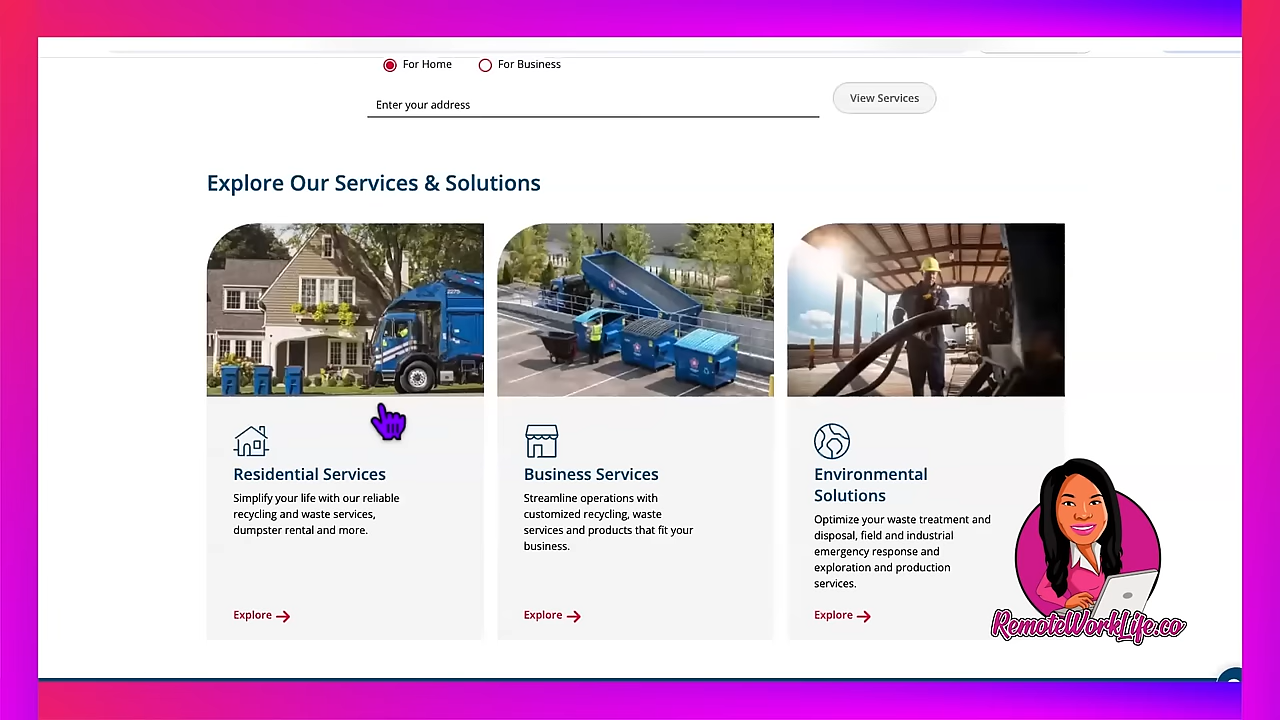 For Home
For Business
Enter your address
View Services
Explore Our Services & Solutions
Residential Services
Simplify your life with our reliable
recycling and waste services,
dumpster rental and more.
Explore
Business Services
Streamline operations with
customized recycling, waste
services and products that fit your
business.
Explore
Environmental
Solutions
Optimize your waste treatment and
disposal, field and industrial
emergency response and
exploration and production
services.
Explore
RemoteWorkLife.co